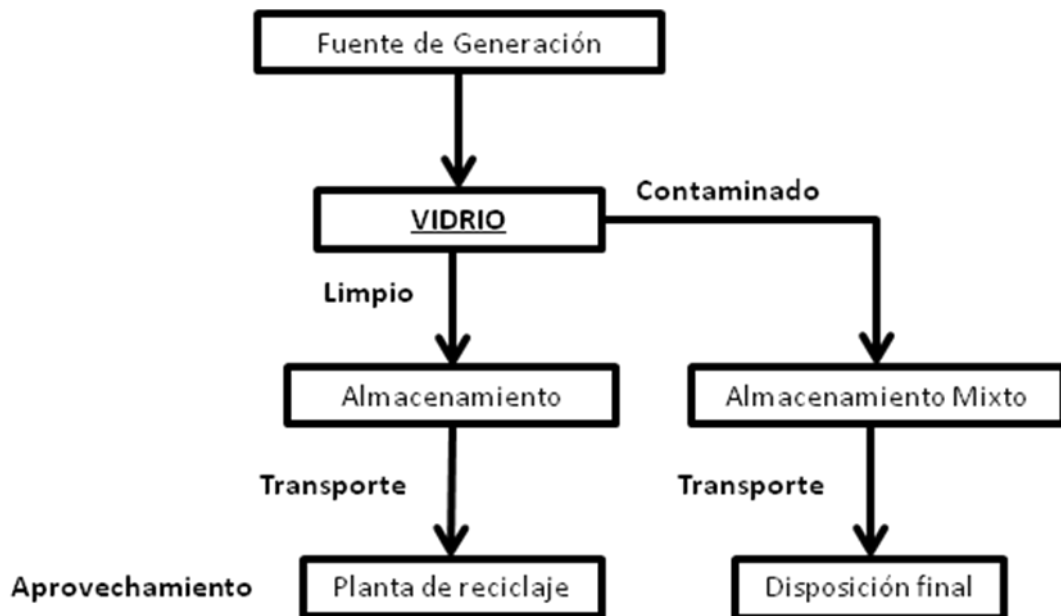 Fuente de Generación
Contaminado
VIDRIO
Limpio
Almacenamiento
Almacenamiento Mixto
Transporte
Transporte
Aprovechamiento
Planta de reciclaje
Disposición final